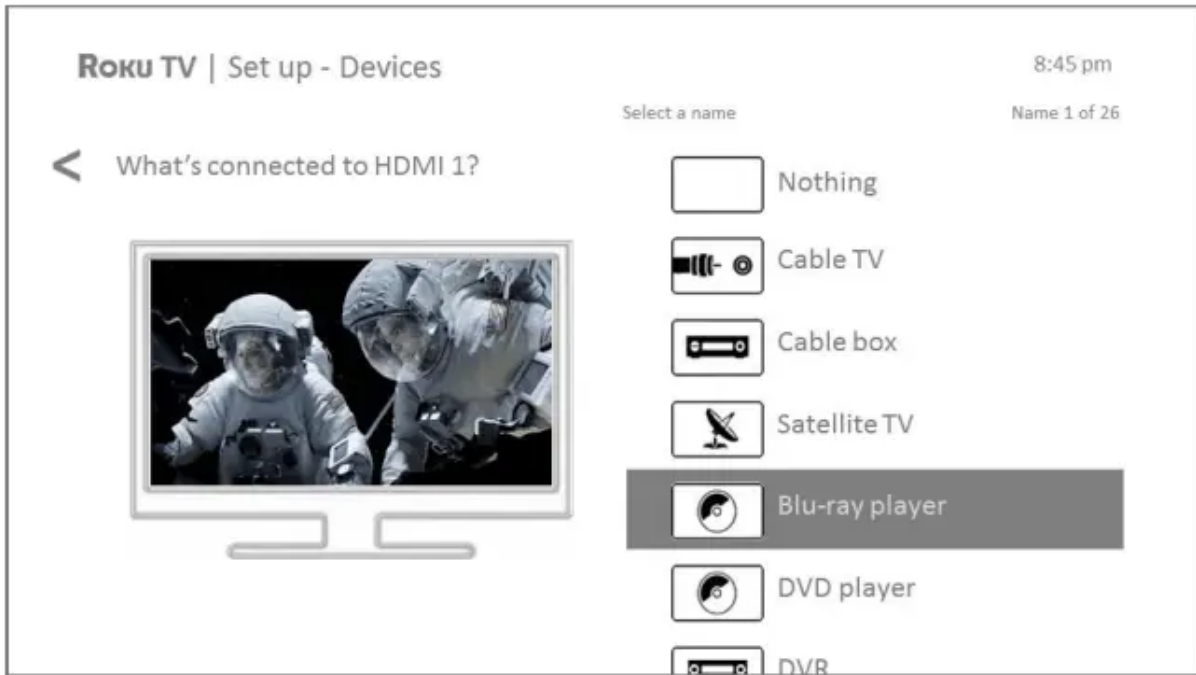 Roku TV | Set up - Devices
8:45 pm
Select a name
Name 1 of 26
< What's connected to HDMI 1?
Nothing
Cable TV
Cable box
Satellite TV
Blu-ray player
DVD player
DVR